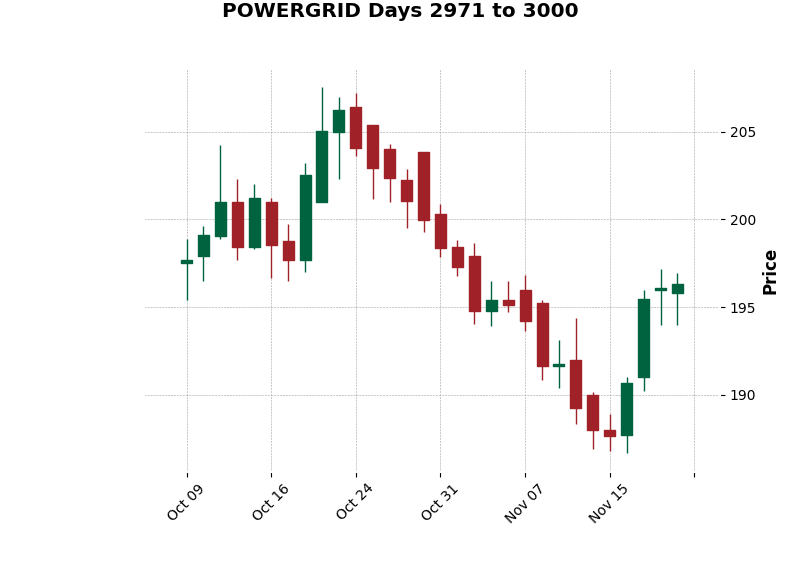 POWERGRID Days 2971 to 3000
205
200
195
190
Price
Oct 09
Oct 16
Oct 24
Oct 31
Nov 07
Nov 15